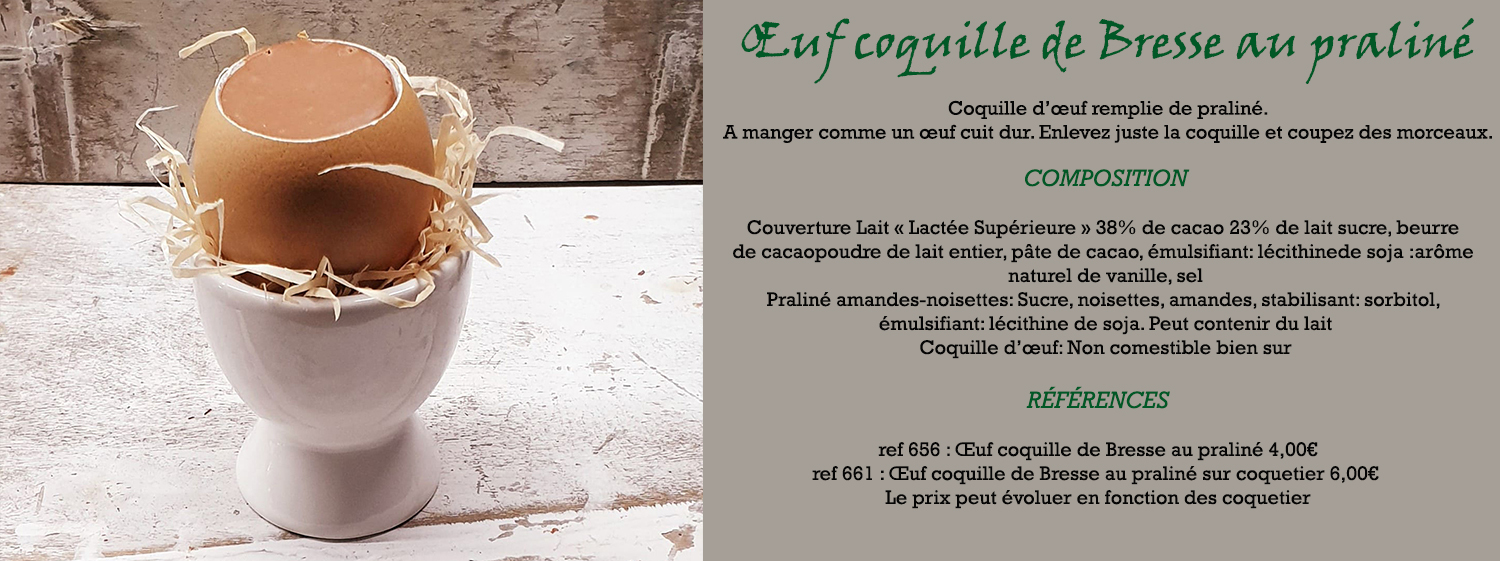 Œuf coquille de Bresse au praliné
Coquille d'œuf remplie de praliné.
A manger comme un œuf cuit dur. Enlevez juste la coquille et coupez des morceaux.
COMPOSITION
Couverture Lait « Lactée Supérieure » 38% de cacao 23% de lait sucre, beurre
de cacaopoudre de lait entier, pâte de cacao, émulsifiant: lécithinede soja :arôme
naturel de vanille, sel
Praliné amandes-noisettes: Sucre, noisettes, amandes, stabilisant: sorbitol,
émulsifiant: lécithine de soja. Peut contenir du lait
Coquille d'œuf: Non comestible bien sur
RÉFÉRENCES
ref 656 : Œuf coquille de Bresse au praliné 4,00€
ref 661 : Œuf coquille de Bresse au praliné sur coquetier 6,00€
Le prix peut évoluer en fonction des coquetier